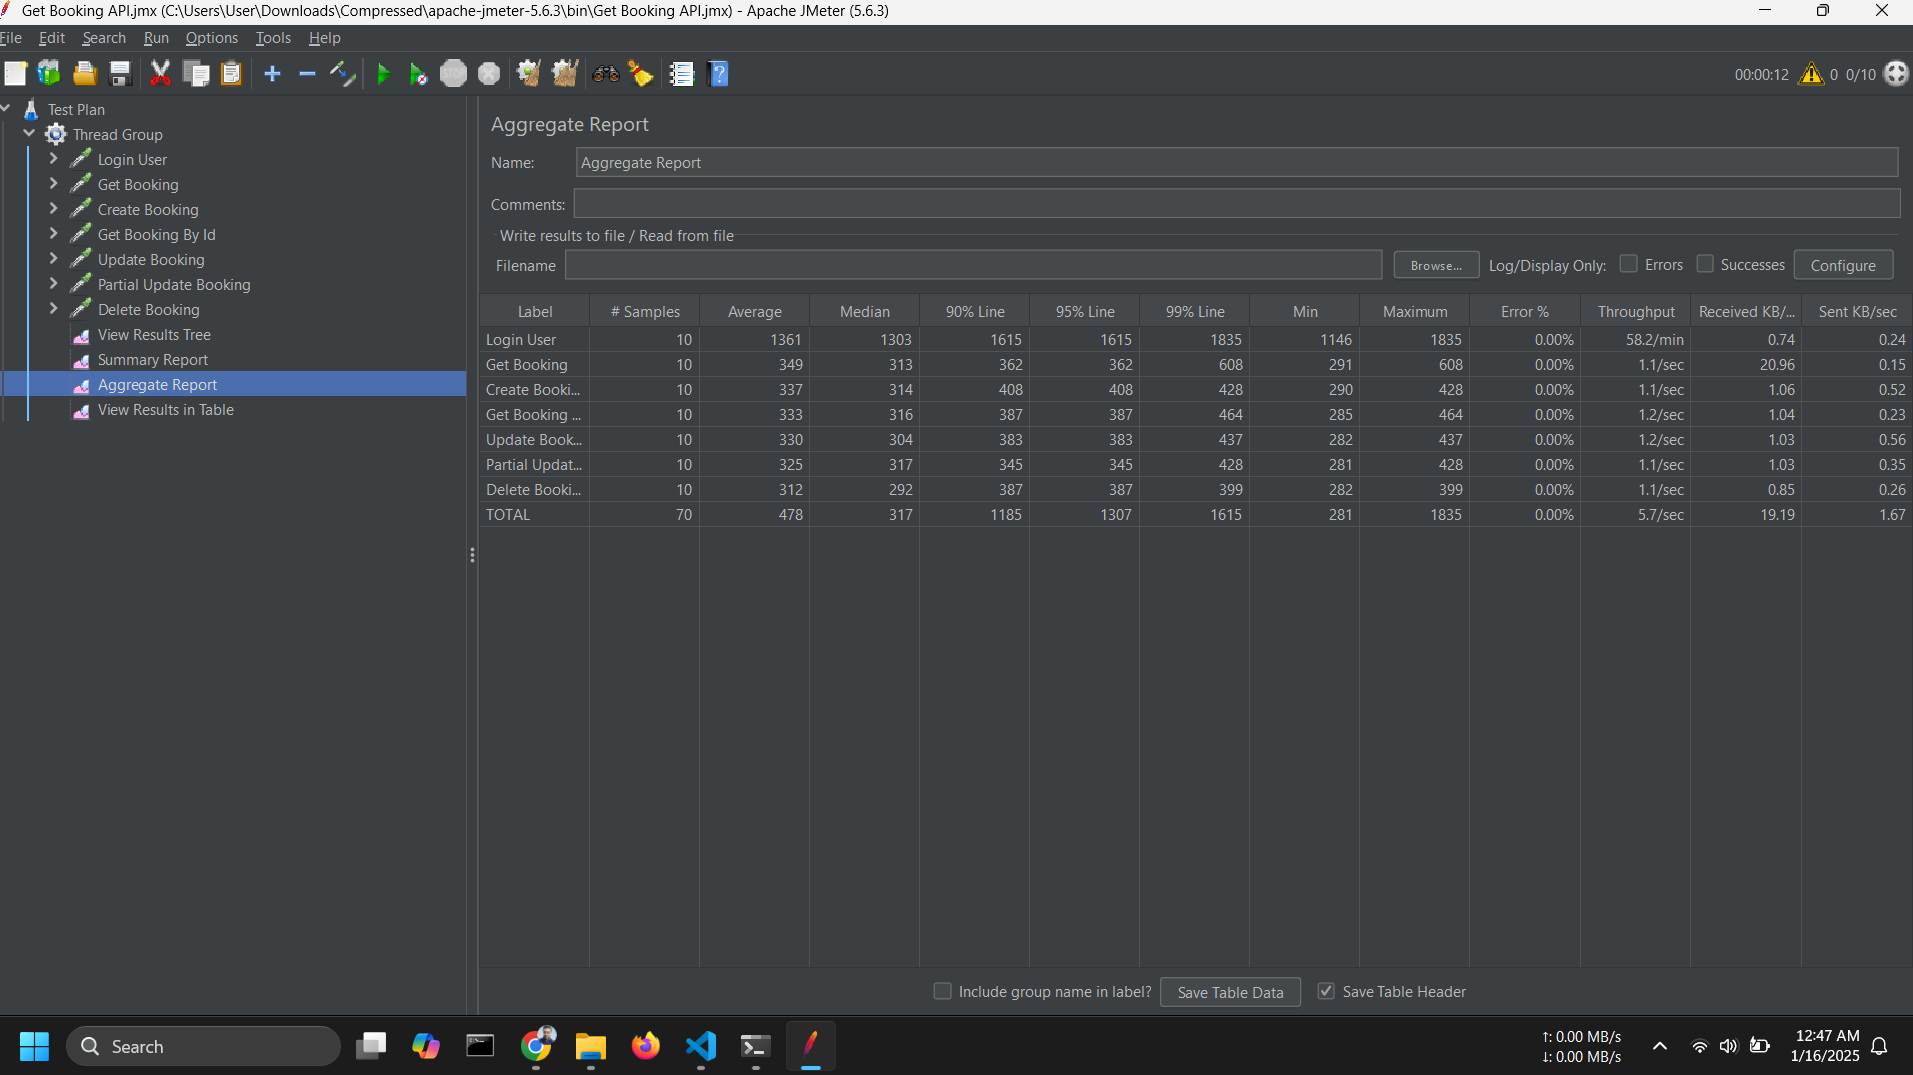 Get Booking API.jmx (C:\Users\User\Downloads\Compressed\apache-jmeter-5.6.3\bin\Get Booking API.jmx) - Apache JMeter (5.6.3)
File Edit Search Run Options Tools Help
STOP 00:00:12 0 0/10
Test Plan
Thread Group
Login User
Get Booking
Create Booking
Get Booking By Id
Update Booking
Partial Update Booking
Delete Booking
View Results Tree
Summary Report
Aggregate Report
View Results in Table
Aggregate Report
Name: Aggregate Report
Comments:
Write results to file / Read from file
Filename Browse... Log/Display Only: Errors Successes Configure
Label # Samples Average Median 90% Line 95% Line 99% Line Min Maximum Error % Throughput Received KB/... Sent KB/sec
Login User 10 1361 1303 1615 1615 1835 1146 1835 0.00% 58.2/min 0.74 0.24
Get Booking 10 349 313 362 362 608 291 608 0.00% 1.1/sec 20.96 0.15
Create Booki... 10 337 314 408 408 428 290 428 0.00% 1.1/sec 1.06 0.52
Get Booking ... 10 333 316 387 387 464 285 464 0.00% 1.2/sec 1.04 0.23
Update Book... 10 330 304 383 383 437 282 437 0.00% 1.2/sec 1.03 0.56
Partial Updat... 10 325 317 345 345 428 281 428 0.00% 1.1/sec 1.03 0.35
Delete Booki... 10 312 292 387 387 399 282 399 0.00% 1.1/sec 0.85 0.26
TOTAL 70 478 317 1185 1307 1615 281 1835 0.00% 5.7/sec 19.19 1.67
Include group name in label? Save Table Data Save Table Header
Search
↑: 0.00 MB/s
↓: 0.00 MB/s
12:47 AM
1/16/2025